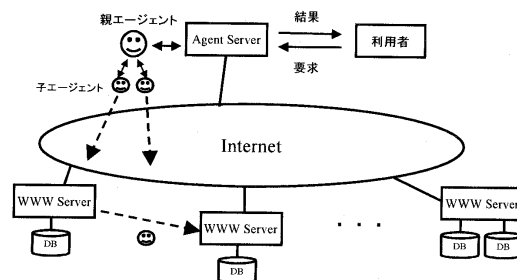 親エージェント
結果
Agent Server
利用者
要求
子エージェント
Internet
WWW Server
DB
WWW Server
DB
. . .
WWW Server
DB
DB